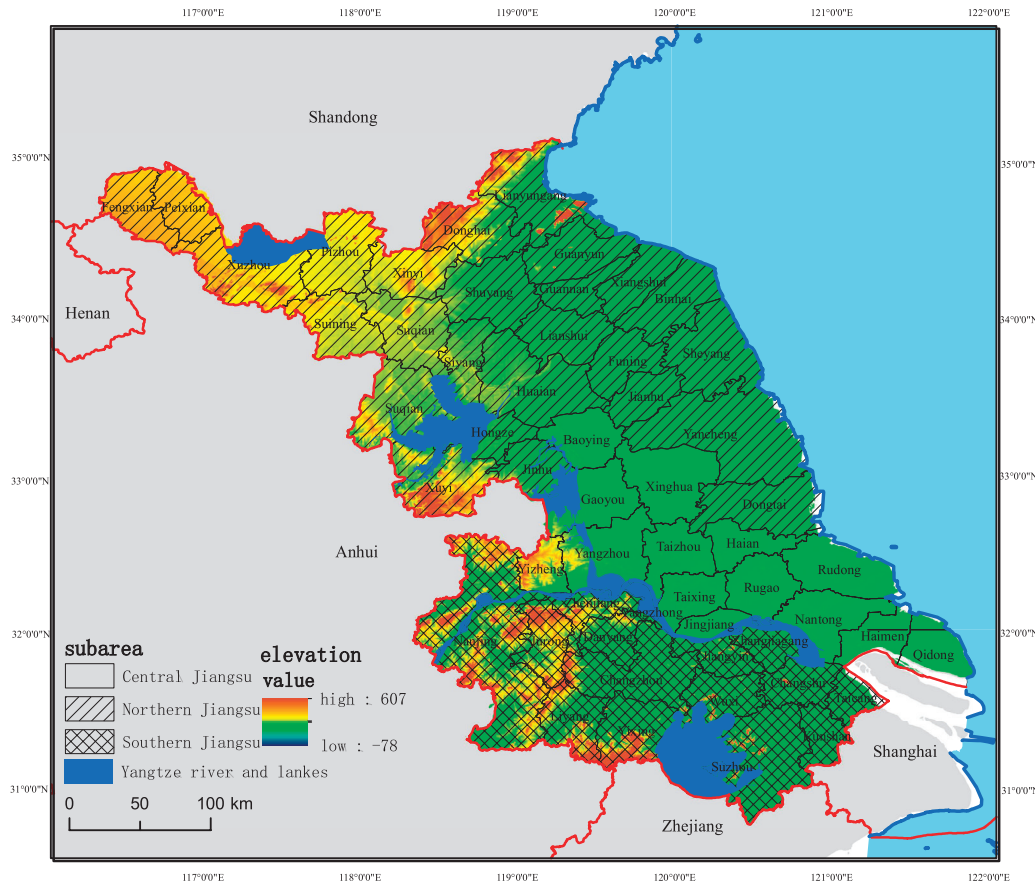 117°0'0"E 118°0'0"E 119°0'0"E 120°0'0"E 121°0'0"E 122°0'0"E
Shandong
35°0'0"N 35°0'0"N
Lianyungang
Fengxian Peixian
Donghai
Pizhou Guanyun
Xuzhou Xinyi
Xiangshui
Shuyang Guannan Binhai
Henan
34°0'0"N 34°0'0"N
Suining Suqian Lianshui
Sheyang
Siyang Funing
Huaian Jianhu
Suqian
Hongze Baoying Yancheng
33°0'0"N Jinhu 33°0'0"N
Xuyi Gaoyou Xinghua
Dongtai
Anhui Yangzhou Taizhou Haian
Yizheng Rudong
Rugao
Zhenjiang Yangzhong Taixing
Jingjiang Nantong
32°0'0"N 32°0'0"N
Nanjing Jurong Danyang Zhangjiagang Haimen
Jiangyin Qidong
Changzhou Changshu
Wuxi Taicang
Liyang Yixing Kunshan
Shanghai
Suzhou
31°0'0"N 31°0'0"N
Zhejiang
subarea
Central Jiangsu
Northern Jiangsu
Southern Jiangsu
Yangtze river and lankes
elevation
value
high : 607
low : -78
0 50 100 km
117°0'0"E 118°0'0"E 119°0'0"E 120°0'0"E 121°0'0"E 122°0'0"E